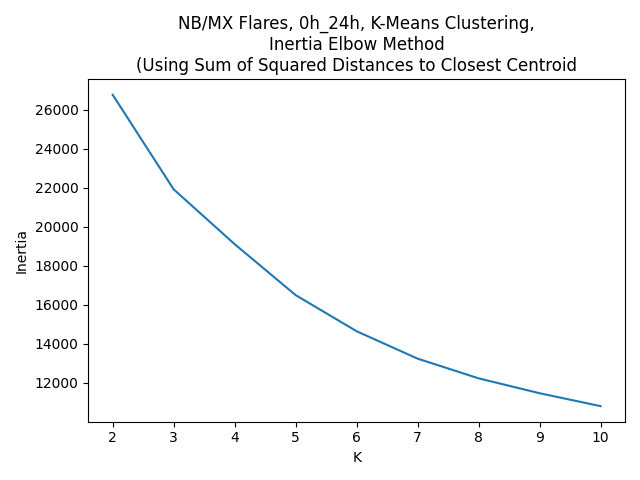 NB/MX Flares, 0h_24h, K-Means Clustering,
Inertia Elbow Method
(Using Sum of Squared Distances to Closest Centroid
26000
24000
22000
20000
18000
16000
14000
12000
Inertia
2 3 4 5 6 7 8 9 10
K